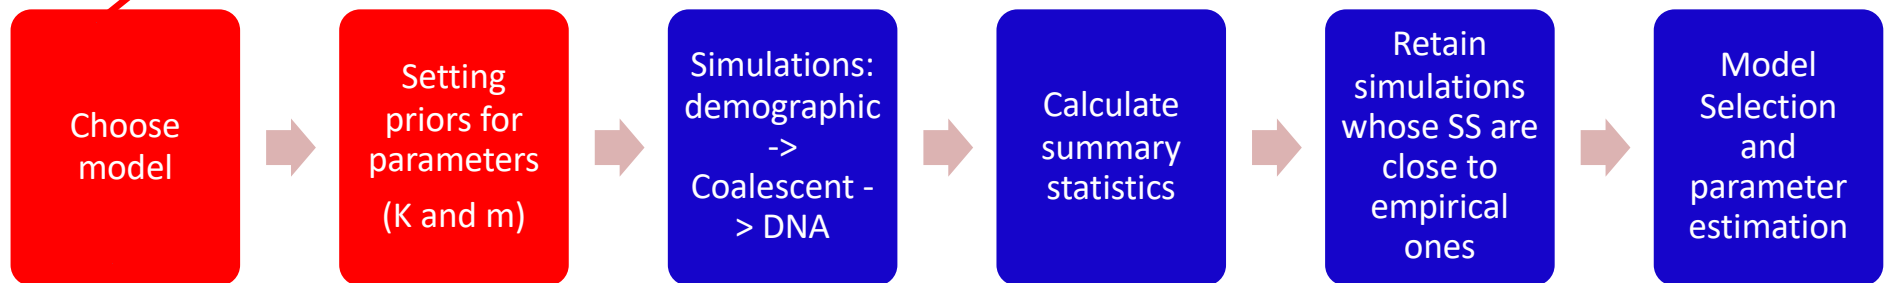 Choose
model
Setting
priors for
parameters
(K and m)
Simulations:
demographic
->
Coalescent -
> DNA
Calculate
summary
statistics
Retain
simulations
whose SS are
close to
empirical
ones
Model
Selection
and
parameter
estimation